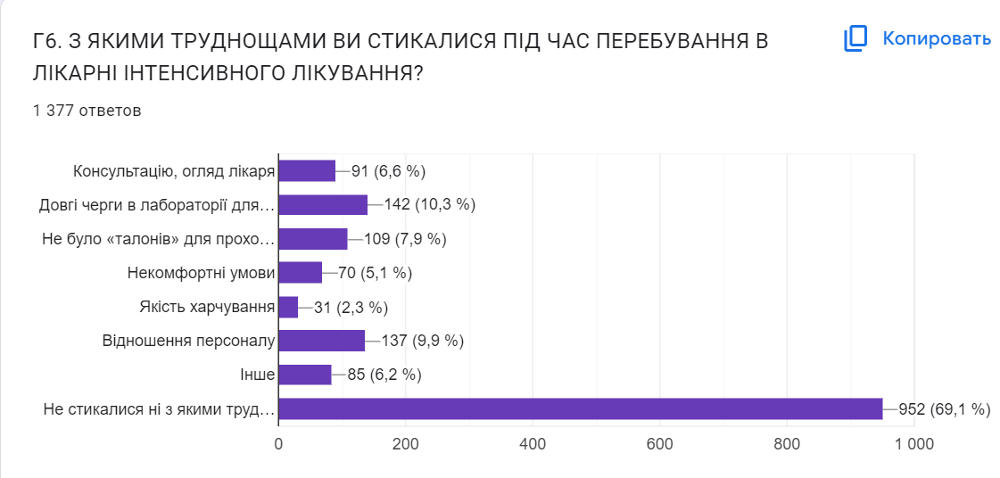 Г6. З ЯКИМИ ТРУДНОЩАМИ ВИ СТИКАЛИСЯ ПІД ЧАС ПЕРЕБУВАННЯ В
ЛІКАРНІ ІНТЕНСИВНОГО ЛІКУВАННЯ?
Копировать
1 377 ответов
Консультацію, огляд лікаря 91 (6,6 %)
Довгі черги в лабораторії для… 142 (10,3 %)
Не було «талонів» для прохо… 109 (7,9 %)
Некомфортні умови 70 (5,1 %)
Якість харчування 31 (2,3 %)
Відношення персоналу 137 (9,9 %)
Інше 85 (6,2 %)
Не стикалися ні з якими труд… 952 (69,1 %)
0 200 400 600 800 1 000